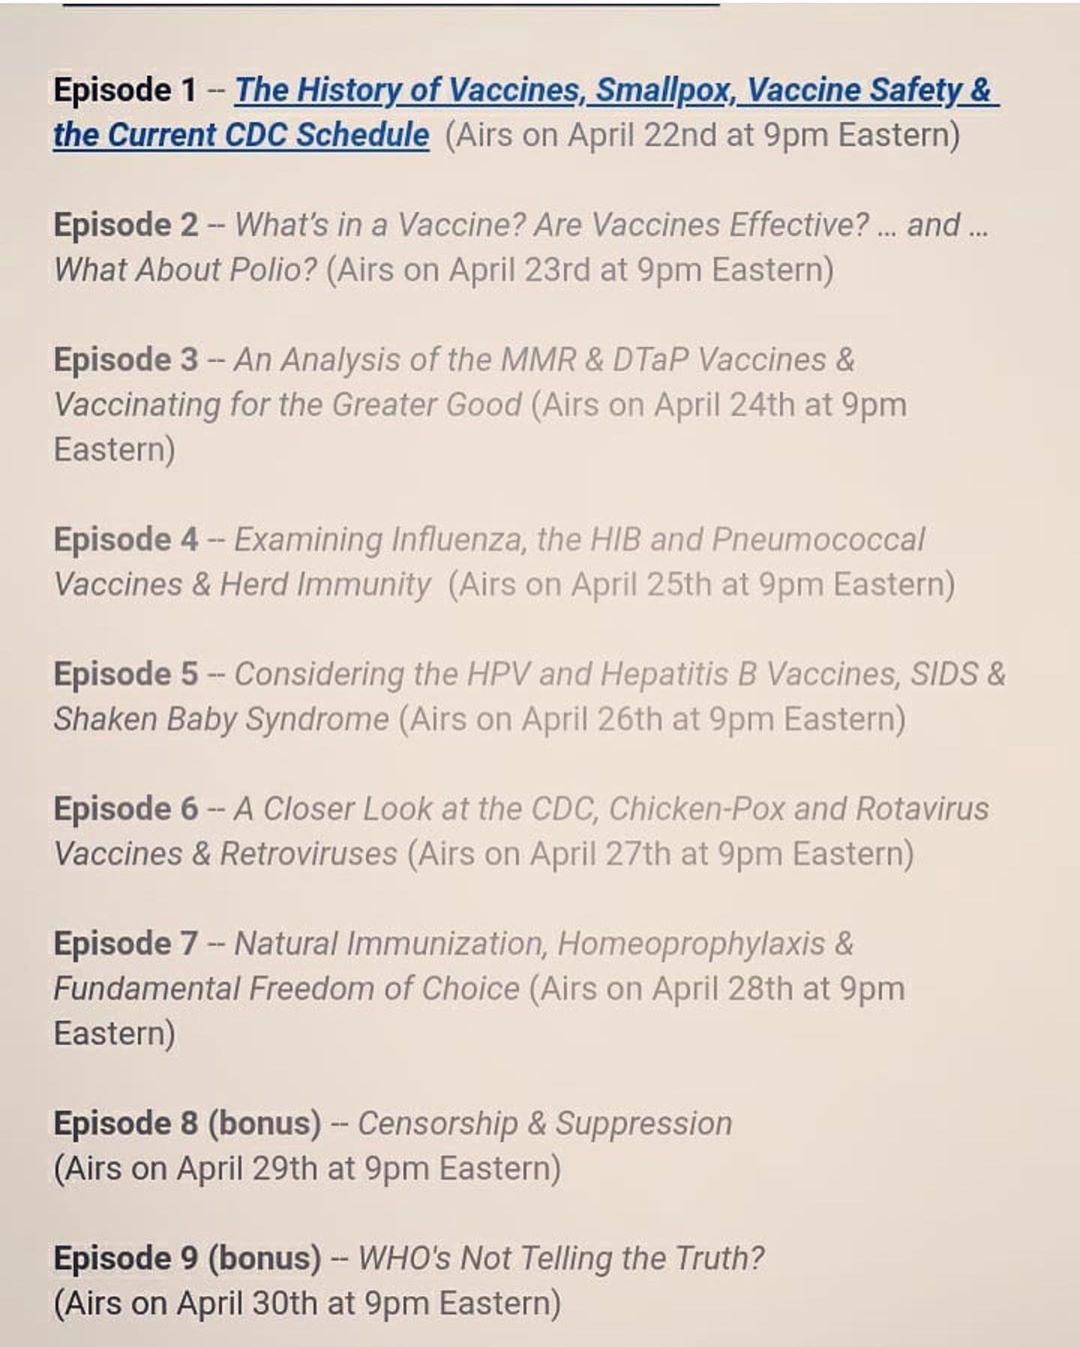 Episode 1 -- The History of Vaccines, Smallpox, Vaccine Safety &
the Current CDC Schedule (Airs on April 22nd at 9pm Eastern)
Episode 2 -- What's in a Vaccine? Are Vaccines Effective? ... and ...
What About Polio? (Airs on April 23rd at 9pm Eastern)
Episode 3 -- An Analysis of the MMR & DTaP Vaccines &
Vaccinating for the Greater Good (Airs on April 24th at 9pm
Eastern)
Episode 4 -- Examining Influenza, the HIB and Pneumococcal
Vaccines & Herd Immunity (Airs on April 25th at 9pm Eastern)
Episode 5 -- Considering the HPV and Hepatitis B Vaccines, SIDS &
Shaken Baby Syndrome (Airs on April 26th at 9pm Eastern)
Episode 6 -- A Closer Look at the CDC, Chicken-Pox and Rotavirus
Vaccines & Retroviruses (Airs on April 27th at 9pm Eastern)
Episode 7 -- Natural Immunization, Homeoprophylaxis &
Fundamental Freedom of Choice (Airs on April 28th at 9pm
Eastern)
Episode 8 (bonus) -- Censorship & Suppression
(Airs on April 29th at 9pm Eastern)
Episode 9 (bonus) -- WHO's Not Telling the Truth?
(Airs on April 30th at 9pm Eastern)